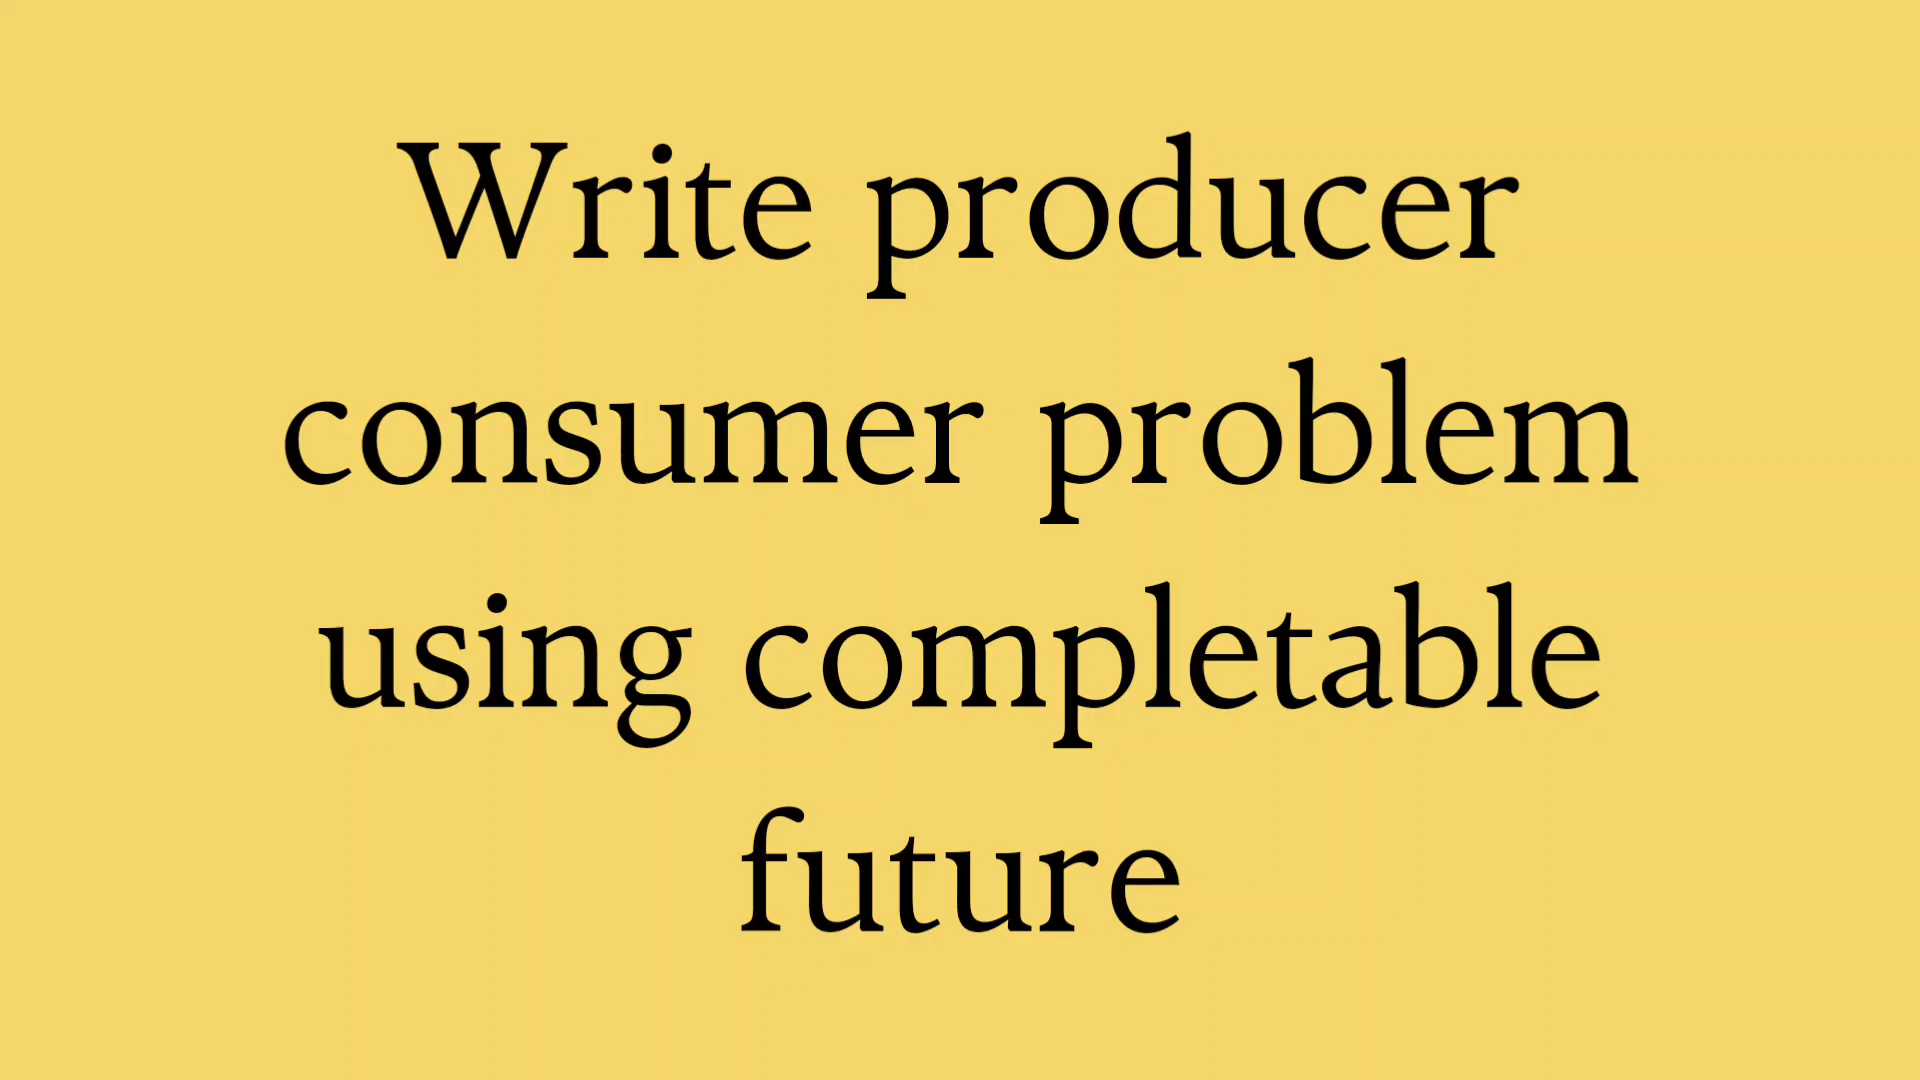 Write producer
consumer problem
using completable
future